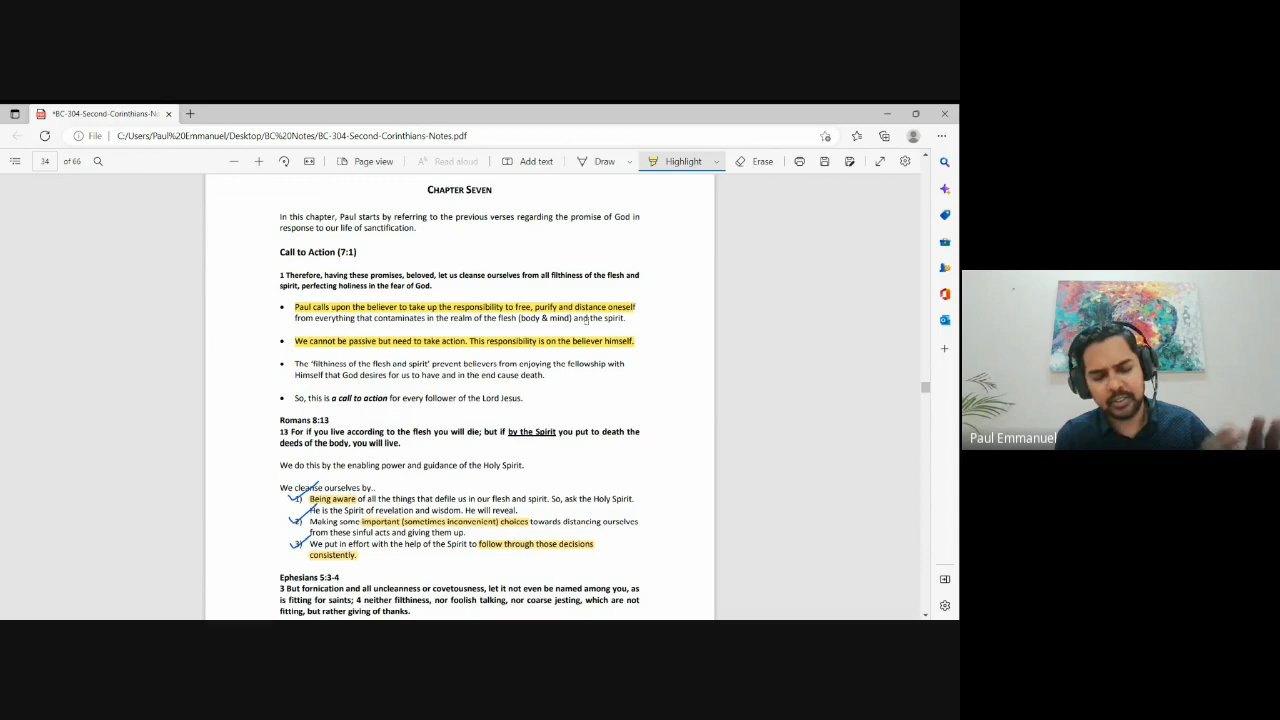 *BC-304-Second-Corinthians-No
File
C:/Users/Paul%20Emmanuel/Desktop/BC%20Notes/BC-304-Second-Corinthians-Notes.pdf
34 of 66
Page view
Read aloud
Add text
Draw
Highlight
Erase
CHAPTER SEVEN
In this chapter, Paul starts by referring to the previous verses regarding the promise of God in
response to our life of sanctification.
Call to Action (7:1)
1 Therefore, having these promises, beloved, let us cleanse ourselves from all filthiness of the flesh and
spirit, perfecting holiness in the fear of God.
• Paul calls upon the believer to take up the responsibility to free, purify and distance oneself
from everything that contaminates in the realm of the flesh (body & mind) and the spirit.
• We cannot be passive but need to take action. This responsibility is on the believer himself.
• The ‘filthiness of the flesh and spirit’ prevent believers from enjoying the fellowship with
Himself that God desires for us to have and in the end cause death.
• So, this is a call to action for every follower of the Lord Jesus.
Romans 8:13
13 For if you live according to the flesh you will die; but if by the Spirit you put to death the
deeds of the body, you will live.
We do this by the enabling power and guidance of the Holy Spirit.
We cleanse ourselves by..
1) Being aware of all the things that defile us in our flesh and spirit. So, ask the Holy Spirit.
He is the Spirit of revelation and wisdom. He will reveal.
2) Making some important (sometimes inconvenient) choices towards distancing ourselves
from these sinful acts and giving them up.
3) We put in effort with the help of the Spirit to follow through those decisions
consistently.
Ephesians 5:3-4
3 But fornication and all uncleanness or covetousness, let it not even be named among you, as
is fitting for saints; 4 neither filthiness, nor foolish talking, nor coarse jesting, which are not
fitting, but rather giving of thanks.
Paul Emmanuel